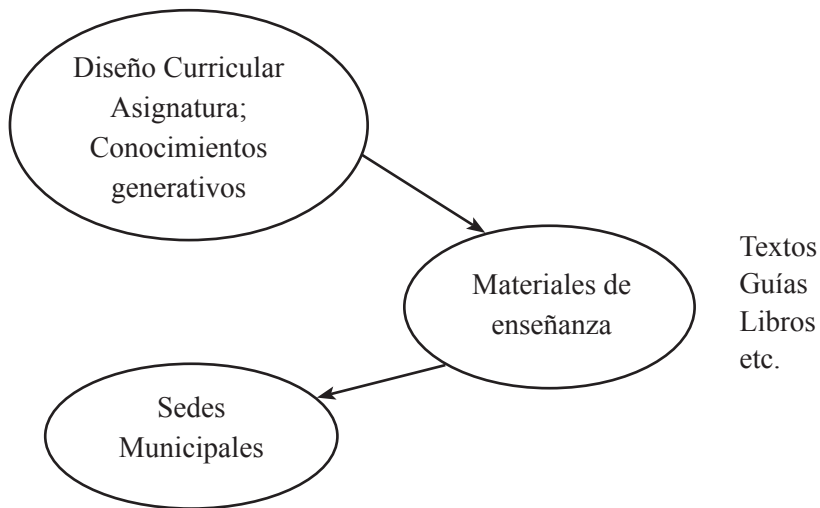 Diseño Curricular
Asignatura;
Conocimientos
generativos
Materiales de
enseñanza
Textos
Guías
Libros
etc.
Sedes
Municipales